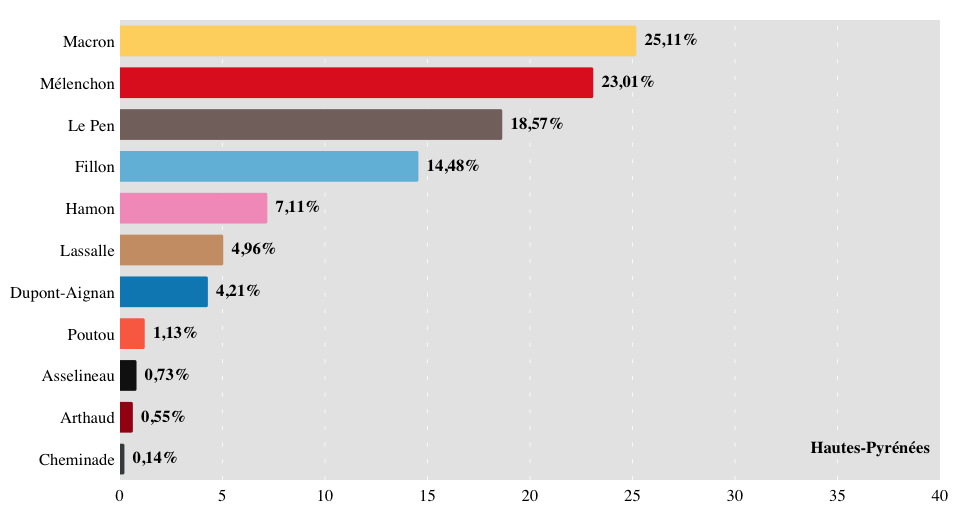 Macron 25,11%
Mélenchon 23,01%
Le Pen 18,57%
Fillon 14,48%
Hamon 7,11%
Lassalle 4,96%
Dupont-Aignan 4,21%
Poutou 1,13%
Asselineau 0,73%
Arthaud 0,55%
Hautes-Pyrénées
Cheminade 0,14%
0 5 10 15 20 25 30 35 40